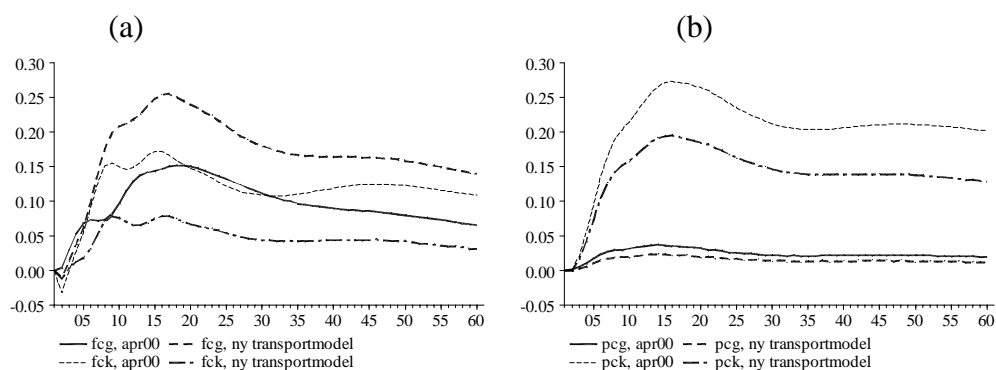 (a) (b)
0.30 0.30
0.25 0.25
0.20 0.20
0.15 0.15
0.10 0.10
0.05 0.05
0.00 0.00
-0.05 -0.05
05 10 15 20 25 30 35 40 45 50 55 60 05 10 15 20 25 30 35 40 45 50 55 60
fcg, apr00 fcg, ny transportmodel pcg, apr00 pcg, ny transportmodel
fck, apr00 fck, ny transportmodel pck, apr00 pck, ny transportmodel